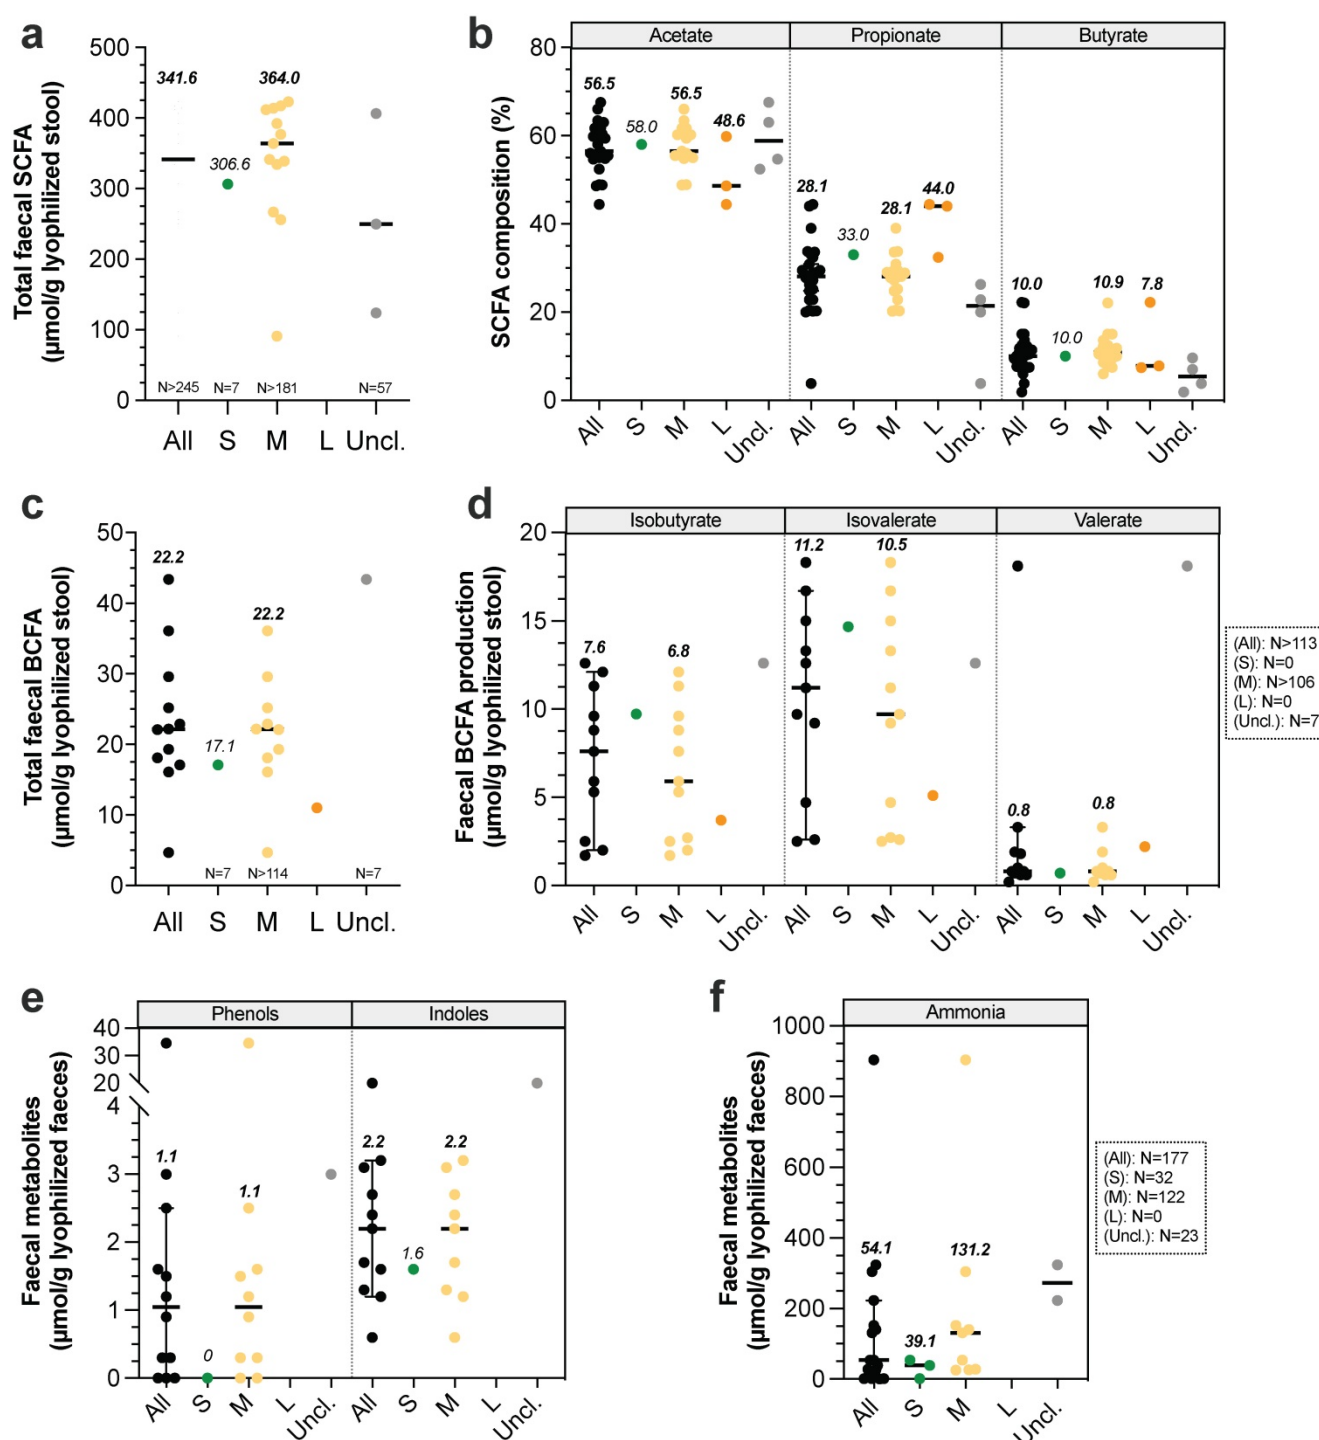 a
Total faecal SCFA
(µmol/g lyophilized stool)
500
400
300
200
100
0
341.6
306.6
364.0
N>245
N=7
N>181
N=57
All
S
M
L
Uncl.
b
SCFA composition (%)
80
60
40
20
0
Acetate
Propionate
Butyrate
56.5
58.0
56.5
48.6
28.1
33.0
28.1
44.0
10.0
10.0
10.9
7.8
All
S
M
L
Uncl.
All
S
M
L
Uncl.
All
S
M
L
Uncl.
c
Total faecal BCFA
(µmol/g lyophilized stool)
50
40
30
20
10
0
22.2
17.1
22.2
N=7
N>114
N=7
All
S
M
L
Uncl.
d
Faecal BCFA production
(µmol/g lyophilized stool)
20
15
10
5
0
Isobutyrate
Isovalerate
Valerate
7.6
6.8
11.2
10.5
0.8
0.8
All
S
M
L
Uncl.
All
S
M
L
Uncl.
All
S
M
L
Uncl.
(All): N>113
(S): N=0
(M): N>106
(L): N=0
(Uncl.): N=7
e
Faecal metabolites
(µmol/g lyophilized faeces)
40
30
20
4
3
2
1
0
Phenols
Indoles
1.1
0
1.1
2.2
1.6
2.2
All
S
M
L
Uncl.
All
S
M
L
Uncl.
f
Faecal metabolites
(µmol/g lyophilized faeces)
1000
800
600
400
200
0
Ammonia
54.1
39.1
131.2
All
S
M
L
Uncl.
(All): N=177
(S): N=32
(M): N=122
(L): N=0
(Uncl.): N=23